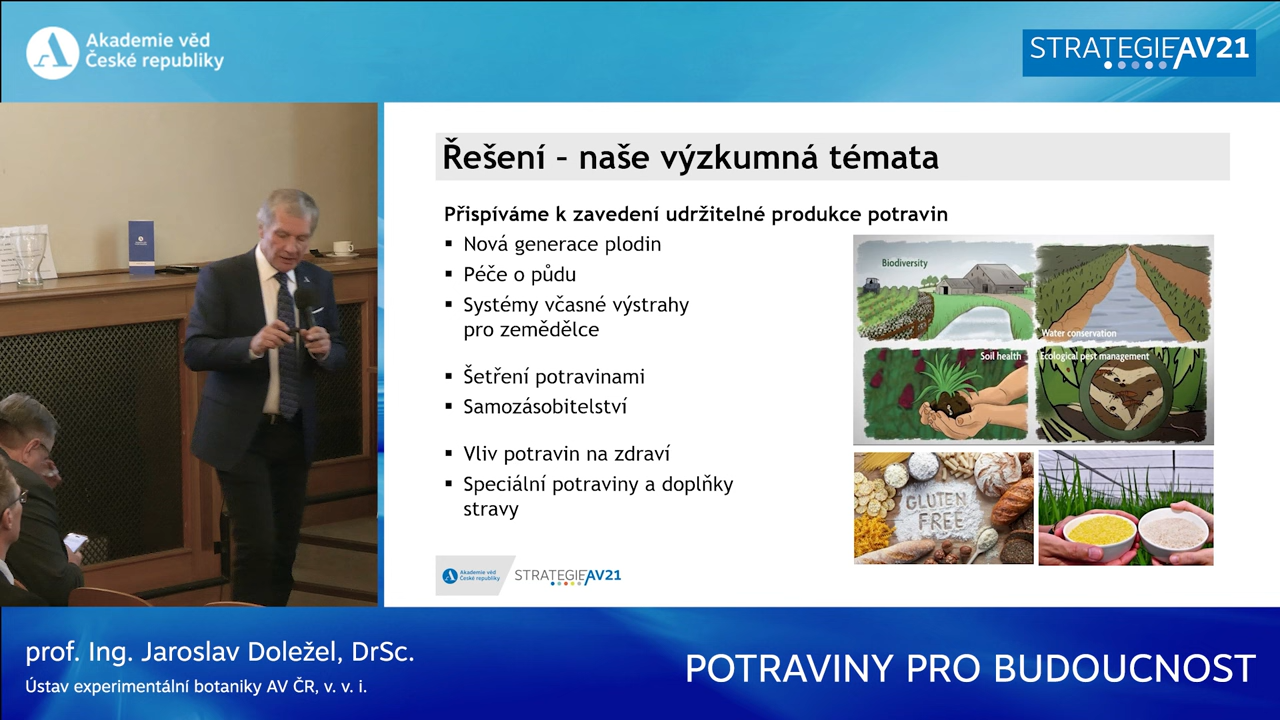 Akademie věd
České republiky
STRATEGIE AV21
Řešení – naše výzkumná témata
Přispíváme k zavedení udržitelné produkce potravin
▪ Nová generace plodin
▪ Péče o půdu
▪ Systémy včasné výstrahy
pro zemědělce
▪ Šetření potravinami
▪ Samozásobitelství
▪ Vliv potravin na zdraví
▪ Speciální potraviny a doplňky
stravy
Biodiversity
Water conservation
Soil health
Ecological pest management
GLUTEN
FREE
Akademie věd
České republiky
STRATEGIE AV21
prof. Ing. Jaroslav Doležel, DrSc.
Ústav experimentální botaniky AV ČR, v. v. i.
POTRAVINY PRO BUDOUCNOST